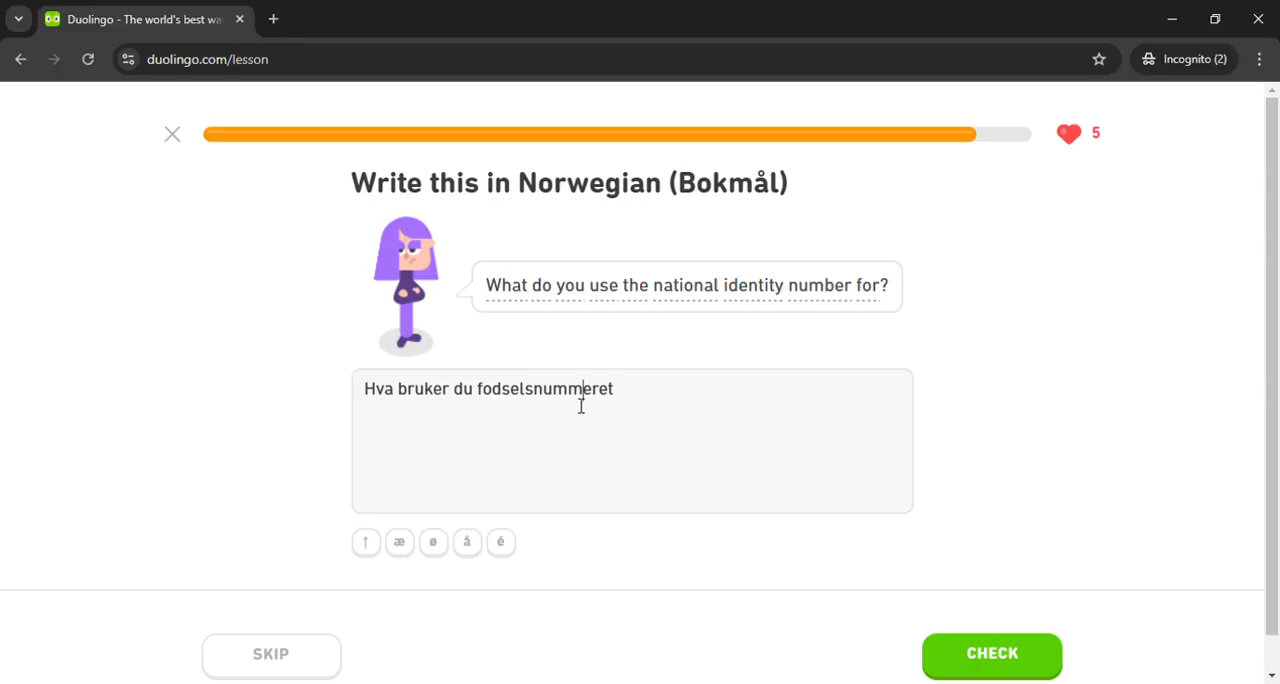 Duolingo - The world's best wa
duolingo.com/lesson
Incognito (2)
5
Write this in Norwegian (Bokmål)
What do you use the national identity number for?
Hva bruker du fodselsnummeret
↑ æ ø å é
SKIP
CHECK